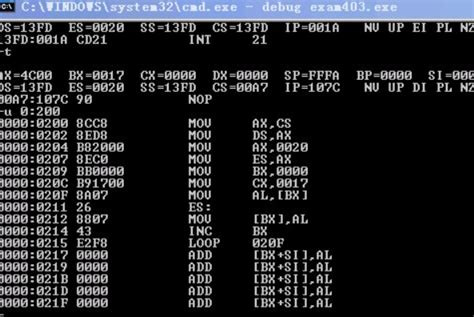 C:\WINDOWS\system32\cmd.exe - debug exam403.exe
DS=13FD ES=0020 SS=13FD CS=13FD IP=001A NV UP EI PL NZ
13FD:001A CD21 INT 21
-t
AX=4C00 BX=0017 CX=0000 DX=0000 SP=FFFA BP=0000 SI=000
DS=13FD ES=0020 SS=13FD CS=00A7 IP=107C NV UP DI PL NZ
00A7:107C 90 NOP
-u 0:200
0000:0200 8CC8 MOV AX,CS
0000:0202 8ED8 MOV DS,AX
0000:0204 B82000 MOV AX,0020
0000:0207 8EC0 MOV ES,AX
0000:0209 BB0000 MOV BX,0000
0000:020C B91700 MOV CX,0017
0000:020F 8A07 MOV AL,[BX]
0000:0211 26 ES:
0000:0212 8807 MOV [BX],AL
0000:0214 43 INC BX
0000:0215 E2F8 LOOP 020F
0000:0217 0000 ADD [BX+SI],AL
0000:0219 0000 ADD [BX+SI],AL
0000:021B 0000 ADD [BX+SI],AL
0000:021D 0000 ADD [BX+SI],AL
0000:021F 0000 ADD [BX+SI],AL